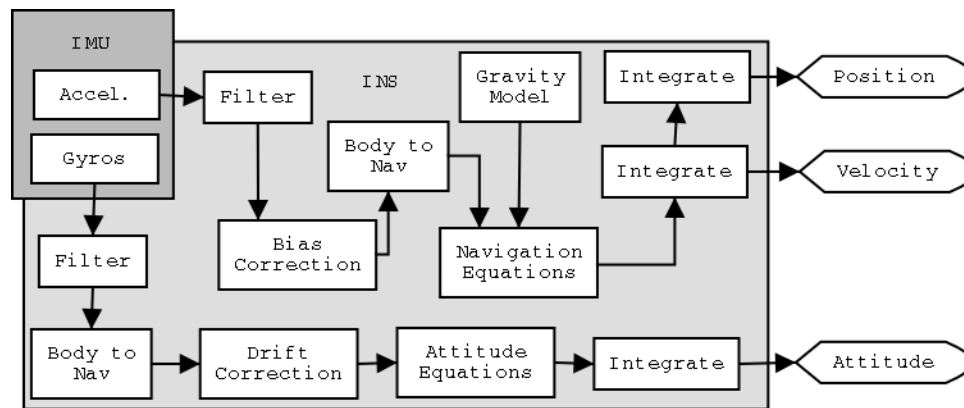 IMU
Accel.
Gyros
INS
Filter
Gravity
Model
Integrate
Position
Body to
Nav
Integrate
Velocity
Filter
Bias
Correction
Navigation
Equations
Body to
Nav
Drift
Correction
Attitude
Equations
Integrate
Attitude